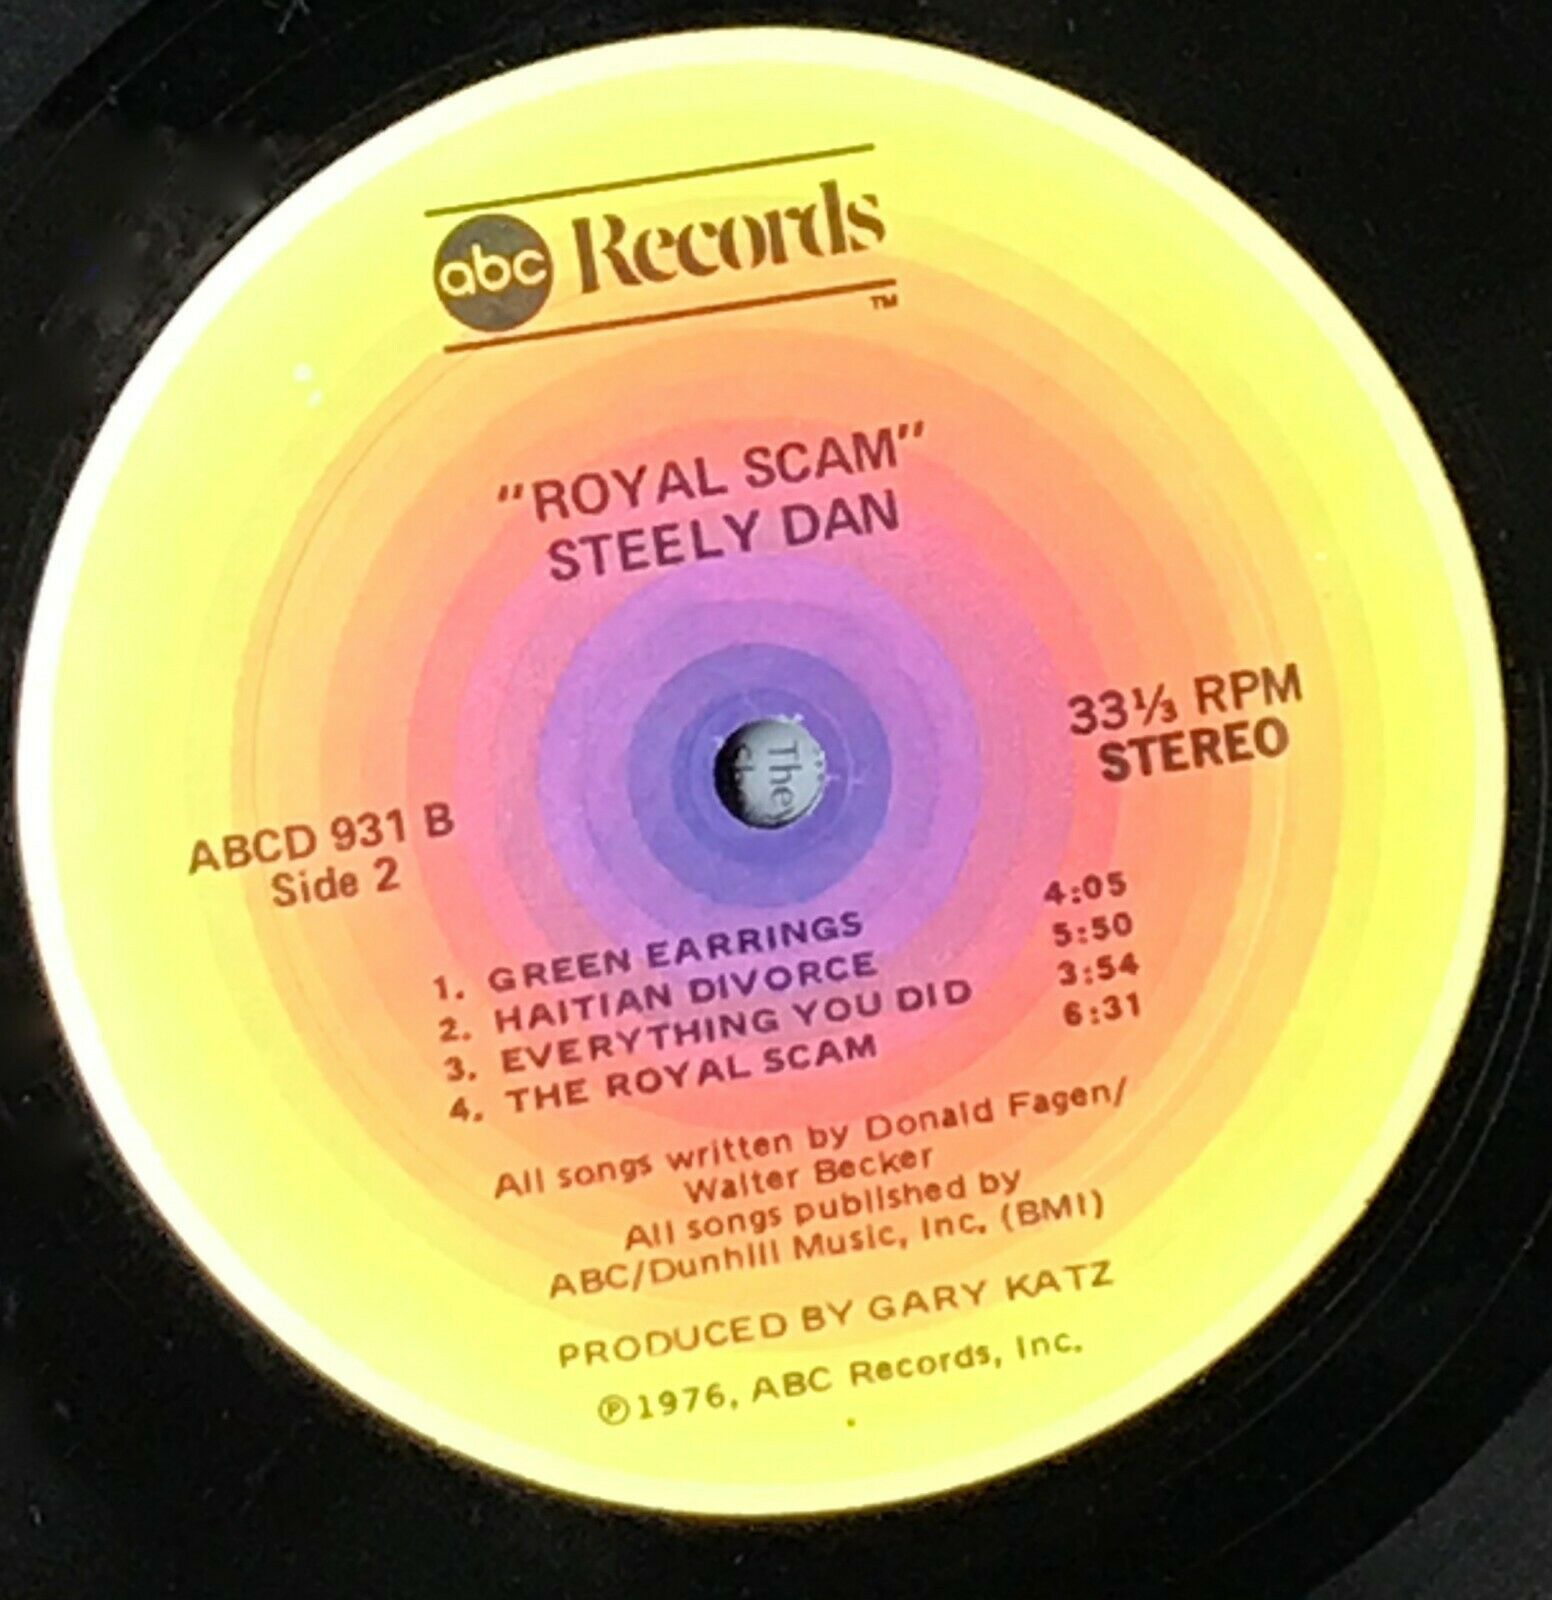 abc Records
TM
"ROYAL SCAM"
STEELY DAN
33⅓ RPM
STEREO
ABCD 931 B
Side 2
1. GREEN EARRINGS 4:05
2. HAITIAN DIVORCE 5:50
3. EVERYTHING YOU DID 3:54
4. THE ROYAL SCAM 6:31
All songs written by Donald Fagen/
Walter Becker
All songs published by
ABC/Dunhill Music, Inc. (BMI)
PRODUCED BY GARY KATZ
℗1976, ABC Records, Inc.